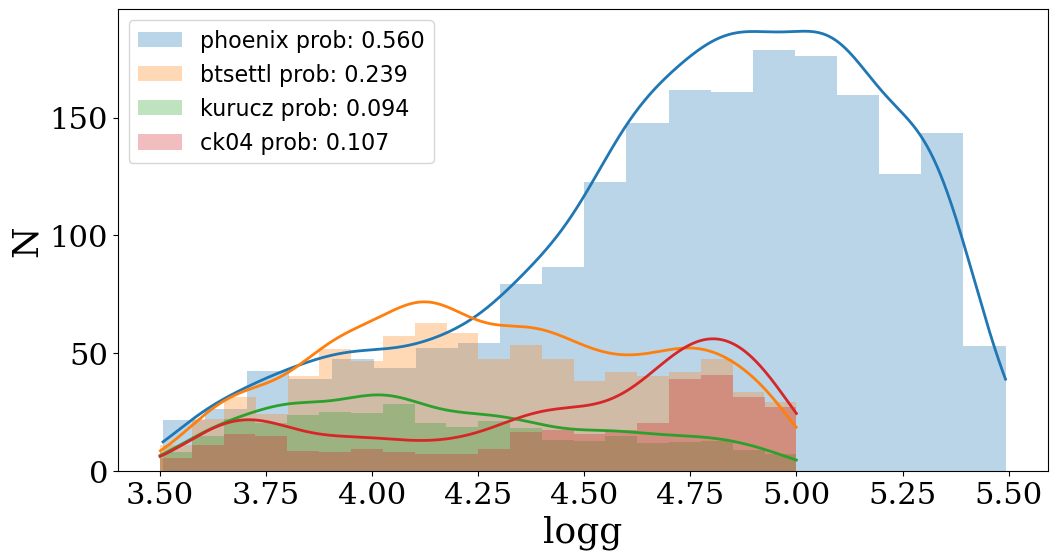 phoenix prob: 0.560
btsettl prob: 0.239
kurucz prob: 0.094
ck04 prob: 0.107
N
150
100
50
0
3.50 3.75 4.00 4.25 4.50 4.75 5.00 5.25 5.50
logg